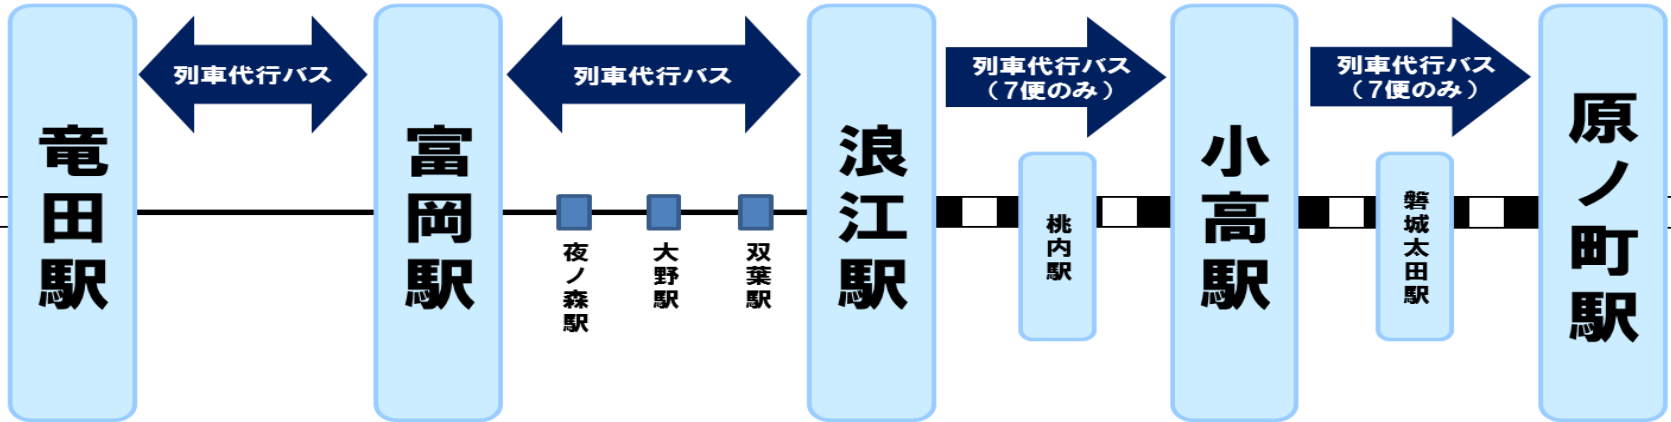 列車代行バス
列車代行バス
列車代行バス
（7便のみ）
列車代行バス
（7便のみ）
竜田駅
富岡駅
夜ノ森駅
大野駅
双葉駅
浪江駅
桃内駅
小高駅
磐城太田駅
原ノ町駅